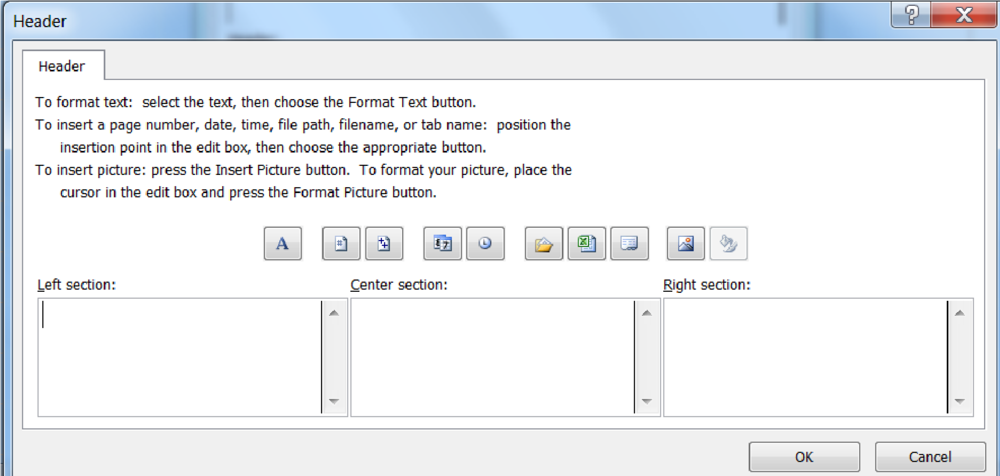 Header
Header
To format text:  select the text, then choose the Format Text button.
To insert a page number, date, time, file path, filename, or tab name:  position the
insertion point in the edit box, then choose the appropriate button.
To insert picture: press the Insert Picture button.  To format your picture, place the
cursor in the edit box and press the Format Picture button.
A
Left section: Center section: Right section:
OK Cancel